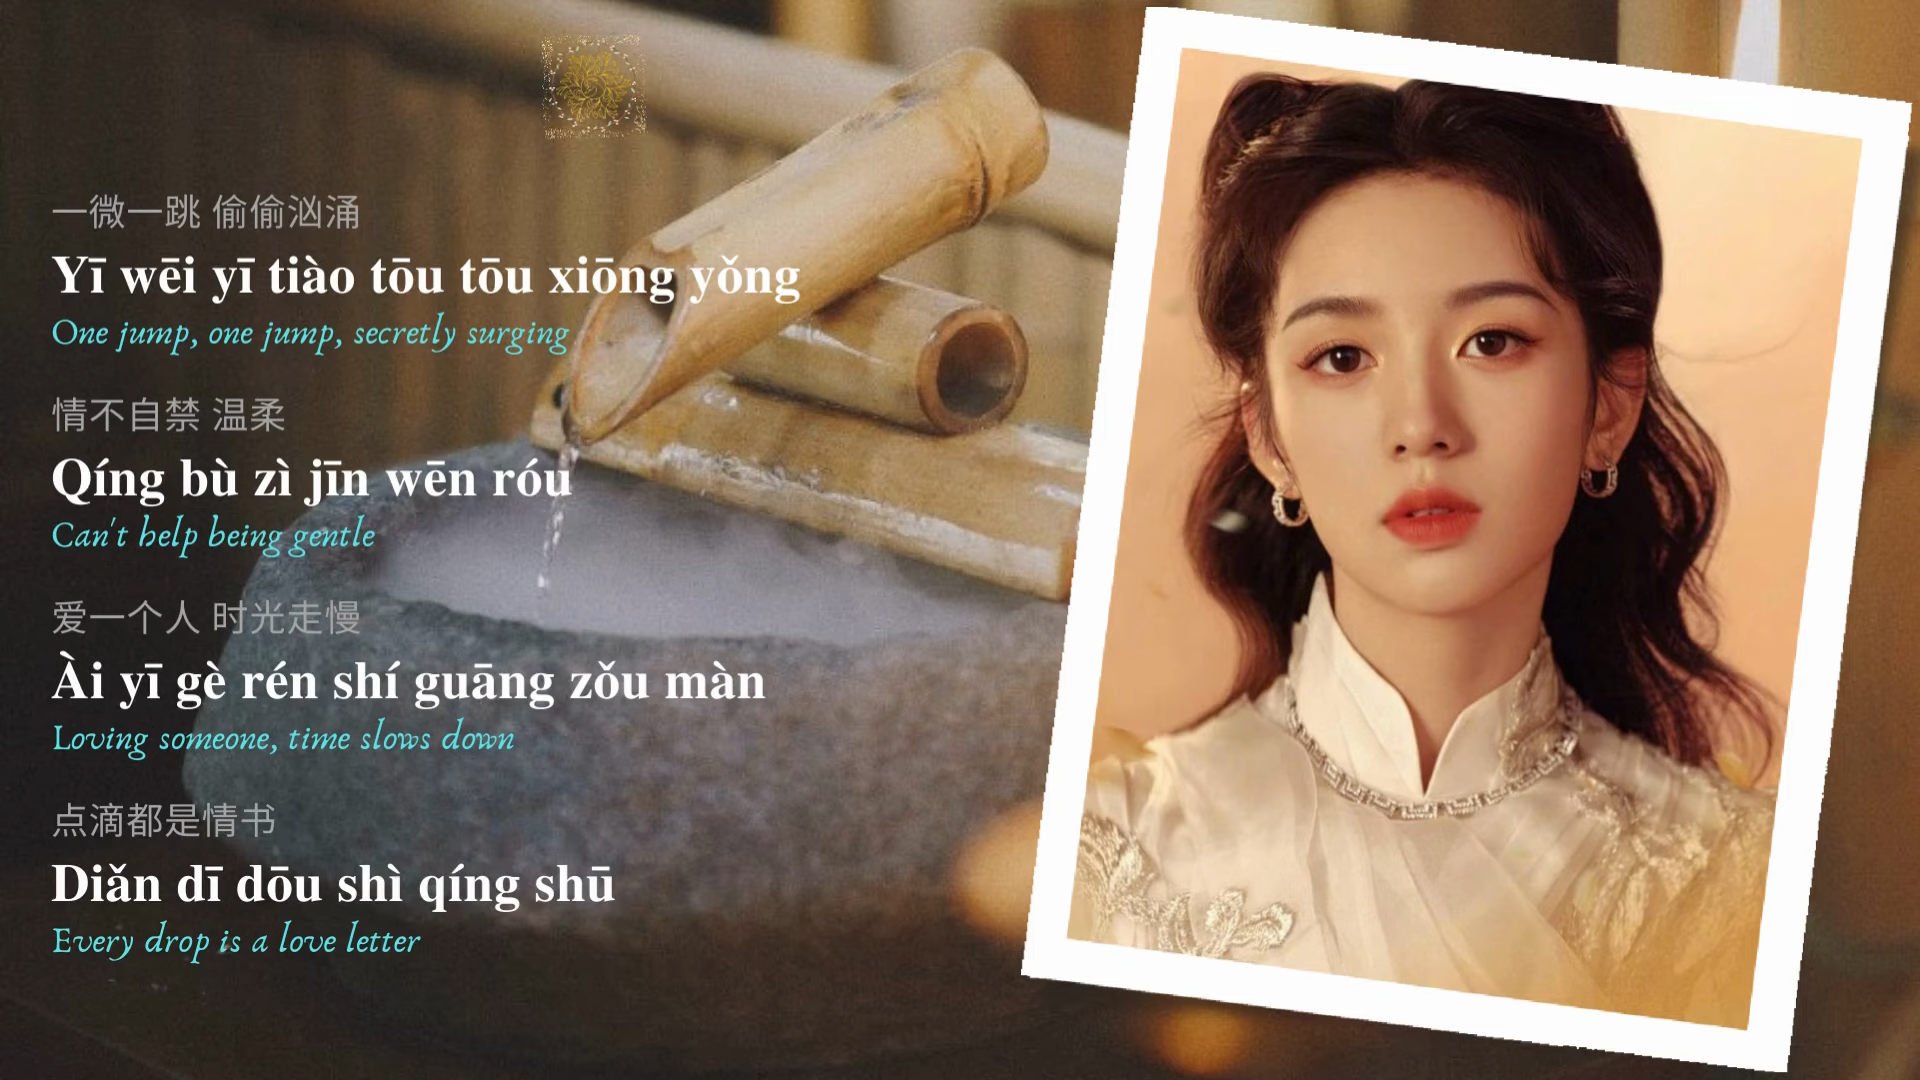 一微一跳 偷偷汹涌
Yī wēi yī tiào tōu tōu xiōng yǒng
One jump, one jump, secretly surging
情不自禁 温柔
Qíng bù zì jīn wēn róu
Can't help being gentle
爱一个人 时光走慢
Ài yī gè rén shí guāng zǒu màn
Loving someone, time slows down
点滴都是情书
Diǎn dī dōu shì qíng shū
Every drop is a love letter